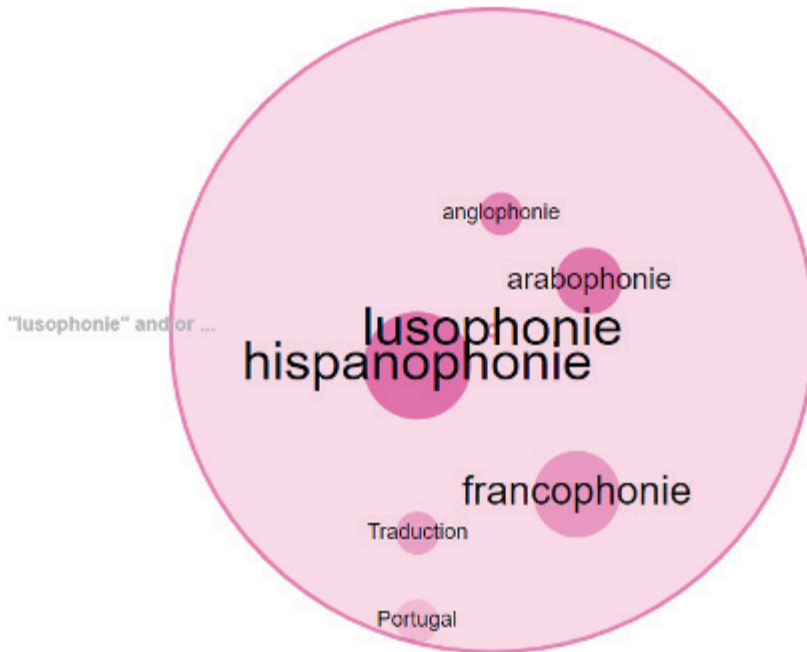 anglophonie
arabophonie
"lusophonie" and/or ...
lusophonie
hispanophonie
francophonie
Traduction
Portugal